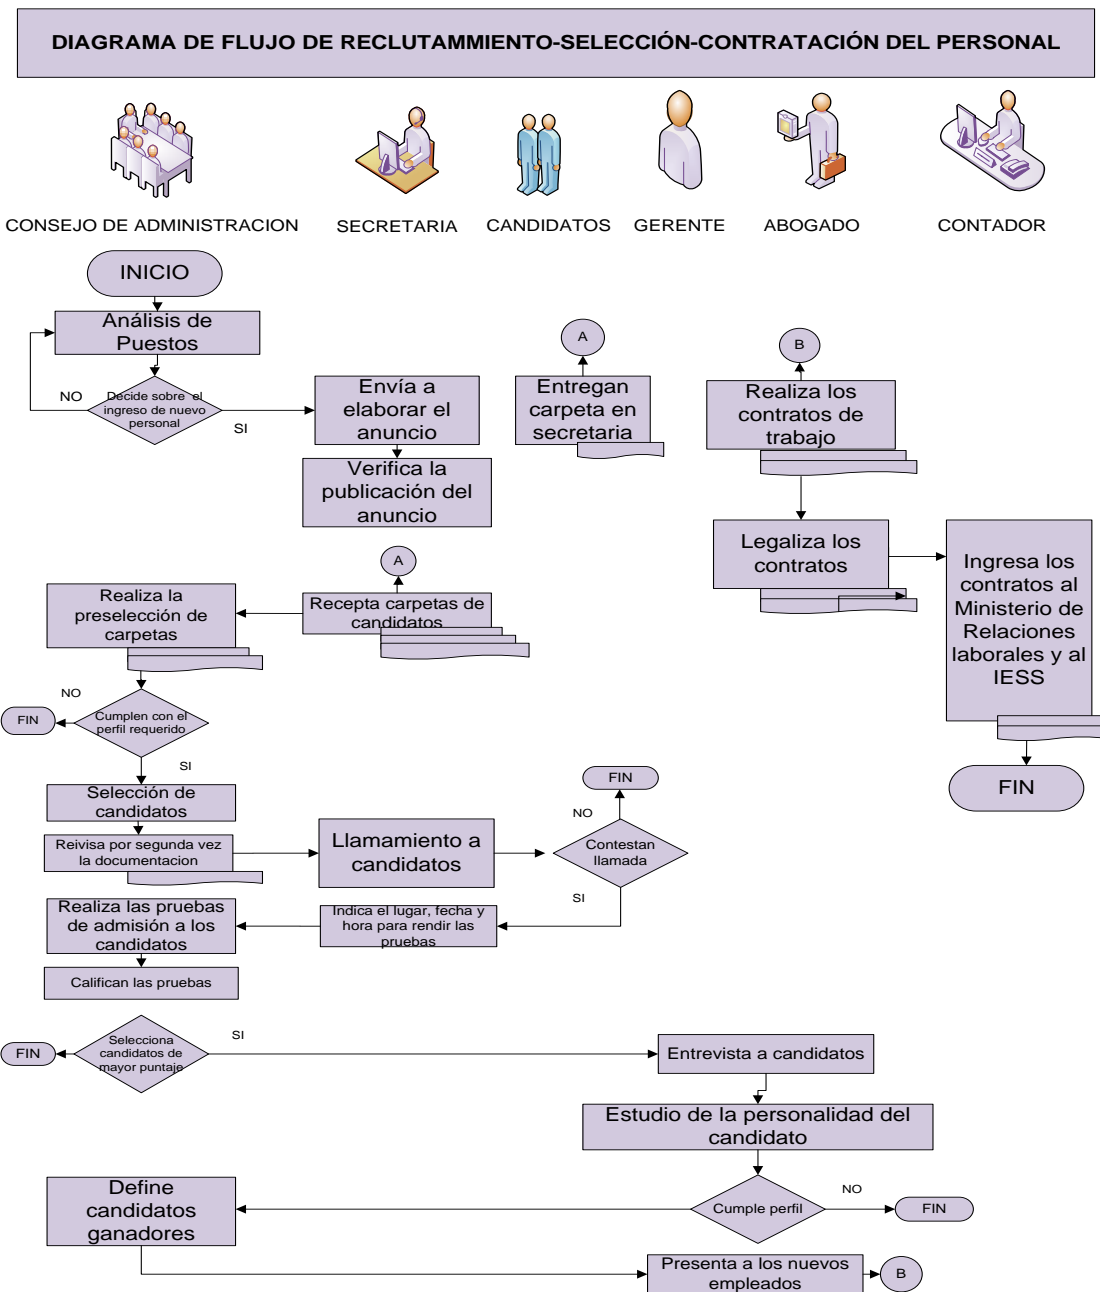 DIAGRAMA DE FLUJO DE RECLUTAMMIENTO-SELECCIÓN-CONTRATACIÓN DEL PERSONAL
CONSEJO DE ADMINISTRACION
SECRETARIA
CANDIDATOS
GERENTE
ABOGADO
CONTADOR
INICIO
Análisis de
Puestos
NO
Decide sobre el
ingreso de nuevo
personal
SI
Envía a
elaborar el
anuncio
Verifica la
publicación del
anuncio
A
Entregan
carpeta en
secretaria
B
Realiza los
contratos de
trabajo
Legaliza los
contratos
Ingresa los
contratos al
Ministerio de
Relaciones
laborales y al
IESS
FIN
A
Recepta carpetas de
candidatos
Realiza la
preselección de
carpetas
NO
FIN
Cumplen con el
perfil requerido
SI
Selección de
candidatos
Reivisa por segunda vez
la documentacion
Llamamiento a
candidatos
FIN
NO
Contestan
llamada
SI
Indica el lugar, fecha y
hora para rendir las
pruebas
Realiza las pruebas
de admisión a los
candidatos
Califican las pruebas
FIN
Selecciona
candidatos de
mayor puntaje
SI
Entrevista a candidatos
Estudio de la personalidad del
candidato
Cumple perfil
NO
FIN
Define
candidatos
ganadores
Presenta a los nuevos
empleados
B